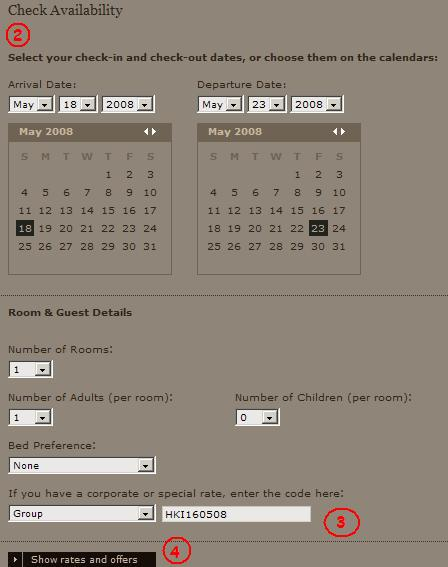 Check Availability
2
Select your check-in and check-out dates, or choose them on the calendars:
Arrival Date: Departure Date:
May 18 2008 May 23 2008
May 2008 May 2008
S M T W T F S S M T W T F S
1 2 3 1 2 3
4 5 6 7 8 9 10 4 5 6 7 8 9 10
11 12 13 14 15 16 17 11 12 13 14 15 16 17
18 19 20 21 22 23 24 18 19 20 21 22 23 24
25 26 27 28 29 30 31 25 26 27 28 29 30 31
Room & Guest Details
Number of Rooms:
1
Number of Adults (per room): Number of Children (per room):
1 0
Bed Preference:
None
If you have a corporate or special rate, enter the code here:
Group HKI160508
3
Show rates and offers 4